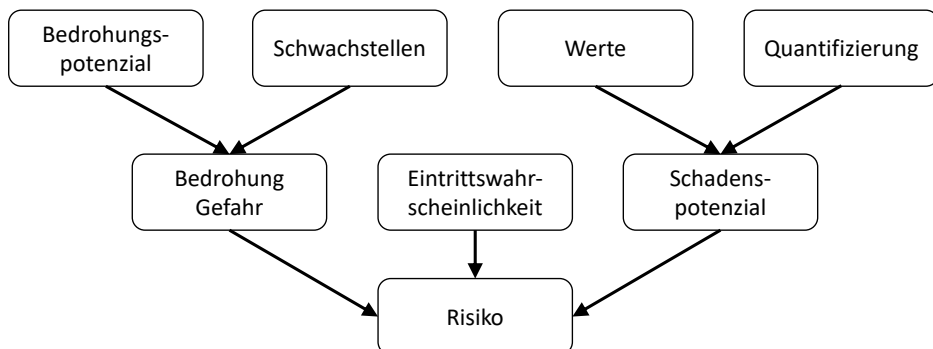 Bedrohungs-
potenzial
Schwachstellen
Werte
Quantifizierung
Bedrohung
Gefahr
Eintrittswahr-
scheinlichkeit
Schadens-
potenzial
Risiko